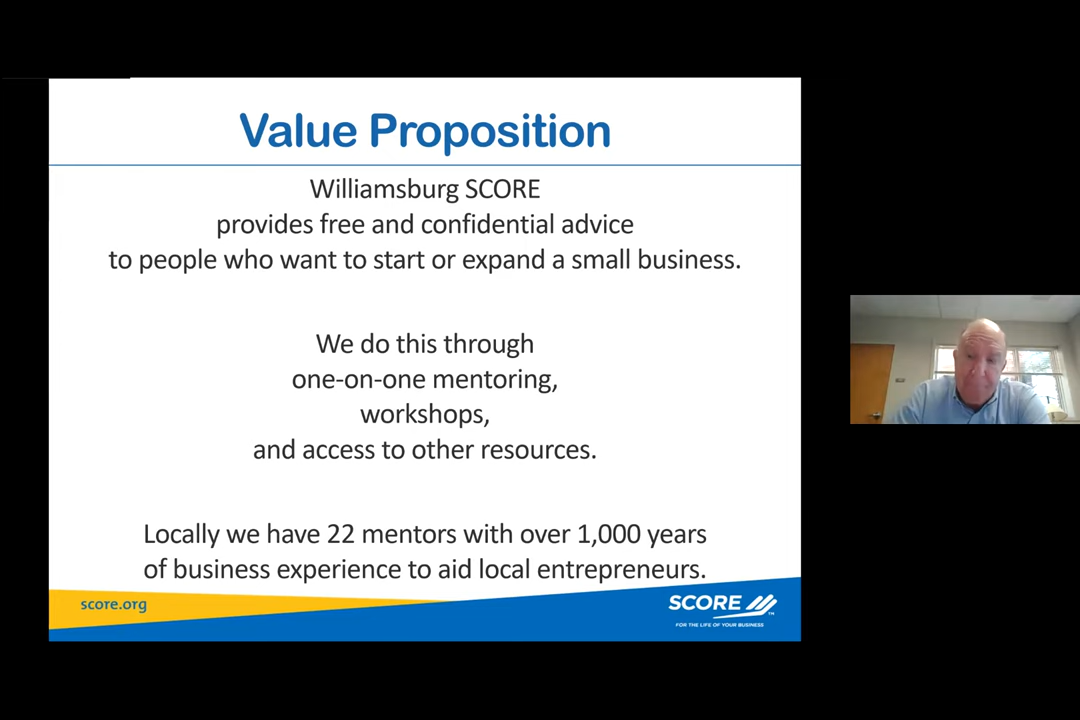 Value Proposition
Williamsburg SCORE
provides free and confidential advice
to people who want to start or expand a small business.
We do this through
one-on-one mentoring,
workshops,
and access to other resources.
Locally we have 22 mentors with over 1,000 years
of business experience to aid local entrepreneurs.
score.org
SCORE
TM
FOR THE LIFE OF YOUR BUSINESS